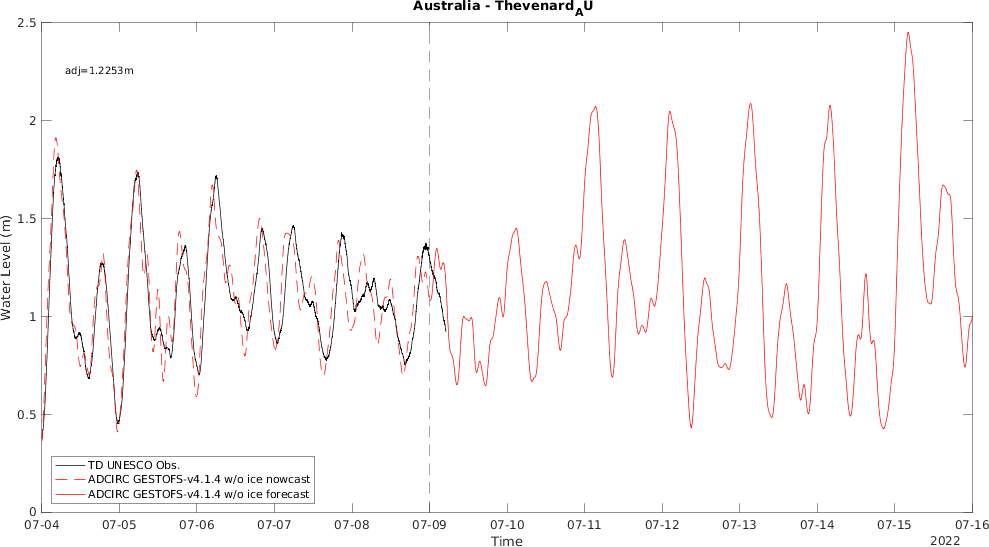 Australia - Thevenard_AU
2.5
adj=1.2253m
2
1.5
Water Level (m)
1
0.5
TD UNESCO Obs.
ADCIRC GESTOFS-v4.1.4 w/o ice nowcast
ADCIRC GESTOFS-v4.1.4 w/o ice forecast
0
07-04 07-05 07-06 07-07 07-08 07-09 07-10 07-11 07-12 07-13 07-14 07-15 07-16
Time
2022